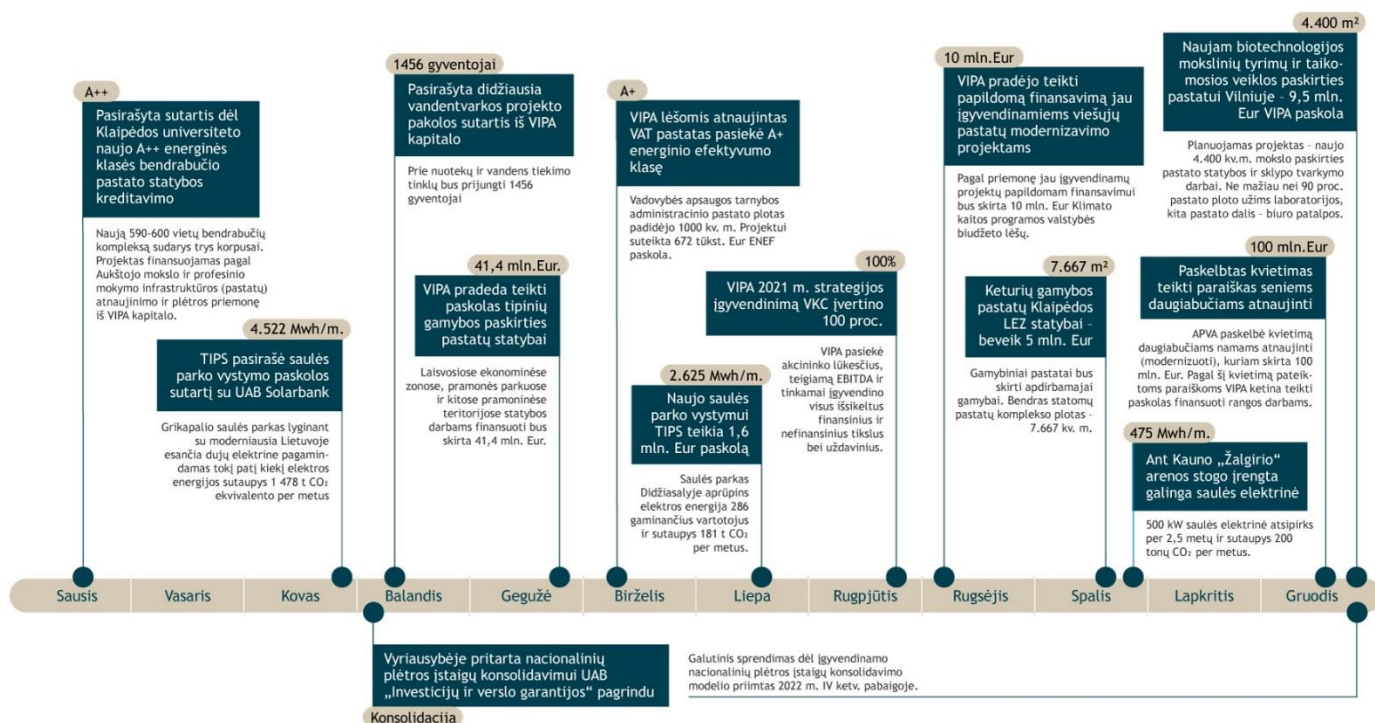 A++
Pasirašyta sutartis dėl
Klaipėdos universiteto
naujo A++ energinės
klasės bendrabučio
pastato statybos
kreditavimo
Naują 590-600 vietų bendrabučių
kompleksą sudarys trys korpusai.
Projektas finansuojamas pagal
Aukštojo mokslo ir profesinio
mokymo infrastruktūros (pastatų)
atnaujinimo ir plėtros priemonę
iš VIPA kapitalo.
4.522 Mwh/m.
TIPS pasirašė saulės
parko vystymo paskolos
sutartį su UAB Solarbank
Grikapalio saulės parkas lyginant
su moderniausia Lietuvoje
esančia dujų elektrine pagamin-
damas tokį patį kiekį elektros
energijos sutaupys 1 478 t CO₂
ekvivalento per metus
1456 gyventojai
Pasirašyta didžiausia
vandentvarkos projekto
pakolos sutartis iš VIPA
kapitalo
Prie nuotekų ir vandens tiekimo
tinklų bus prijungti 1456
gyventojai
41,4 mln.Eur.
VIPA pradeda teikti
paskolas tipinių
gamybos paskirties
pastatų statybai
Laisvosiose ekonominėse
zonose, pramonės parkuose
ir kitose pramoninėse
teritorijose statybos
darbams finansuoti bus
skirta 41,4 mln. Eur.
A+
VIPA lėšomis atnaujintas
VAT pastatas pasiekė A+
energinio efektyvumo
klasę
Vadovybės apsaugos tarnybos
administracinio pastato plotas
padidėjo 1000 kv. m. Projektui
suteikta 672 tūkst. Eur ENEF
paskola.
2.625 Mwh/m.
Naujo saulės
parko vystymui
TIPS teikia 1,6
mln. Eur paskolą
Saulės parkas
Didžiasalyje aprūpins
elektros energija 286
gaminančius vartotojus
ir sutaupys 181 t CO₂
per metus.
100%
VIPA 2021 m. strategijos
įgyvendinimą VKC įvertino
100 proc.
VIPA pasiekė
akcininko lūkesčius,
teigiamą EBITDA ir
tinkamai įgyvendino
visus išsikeltus
finansinius ir
nefinansinius tikslus
bei uždavinius.
10 mln.Eur
VIPA pradėjo teikti
papildomą finansavimą jau
įgyvendinamiems viešųjų
pastatų modernizavimo
projektams
Pagal priemonę jau įgyvendinamų
projektų papildomam finansavimui
bus skirta 10 mln. Eur Klimato
kaitos programos valstybės
biudžeto lėšų.
7.667 m²
Keturių gamybos
pastatų Klaipėdos
LEZ statybai –
beveik 5 mln. Eur
Gamybiniai pastatai bus
skirti apdirbamajai
gamybai. Bendras statomų
pastatų komplekso plotas -
7.667 kv. m.
4.400 m²
Naujam biotechnologijos
mokslinių tyrimų ir taiko-
mosios veiklos paskirties
pastatui Vilniuje – 9,5 mln.
Eur VIPA paskola
Planuojamas projektas – naujo
4.400 kv.m. mokslo paskirties
pastato statybos ir sklypo tvarkymo
darbai. Ne mažiau nei 90 proc.
pastato ploto užims laboratorijos,
kita pastato dalis – biuro patalpos.
100 mln.Eur
Paskelbtas kvietimas
teikti paraiškas seniems
daugiabučiams atnaujinti
APVA paskelbė kvietimą
daugiabučiams namams atnaujinti
(modernizuoti), kuriam skirta 100
mln. Eur. Pagal šį kvietimą pateik-
toms paraiškoms VIPA ketina teikti
paskolas finansuoti rangos darbams.
475 Mwh/m.
Ant Kauno „Žalgirio“
arenos stogo įrengta
galinga saulės elektrinė
500 kW saulės elektrinė atsipirks
per 2,5 metų ir sutaupys 200
tonų CO₂ per metus.
Sausis Vasaris Kovas Balandis Gegužė Birželis Liepa Rugpjūtis Rugsėjis Spalis Lapkritis Gruodis
Vyriausybėje pritarta nacionalinių
plėtros įstaigų konsolidavimui UAB
„Investicijų ir verslo garantijos“ pagrindu
Konsolidacija
Galutinis sprendimas dėl įgyvendinamo
nacionalinių plėtros įstaigų konsolidavimo
modelio priimtas 2022 m. IV ketv. pabaigoje.